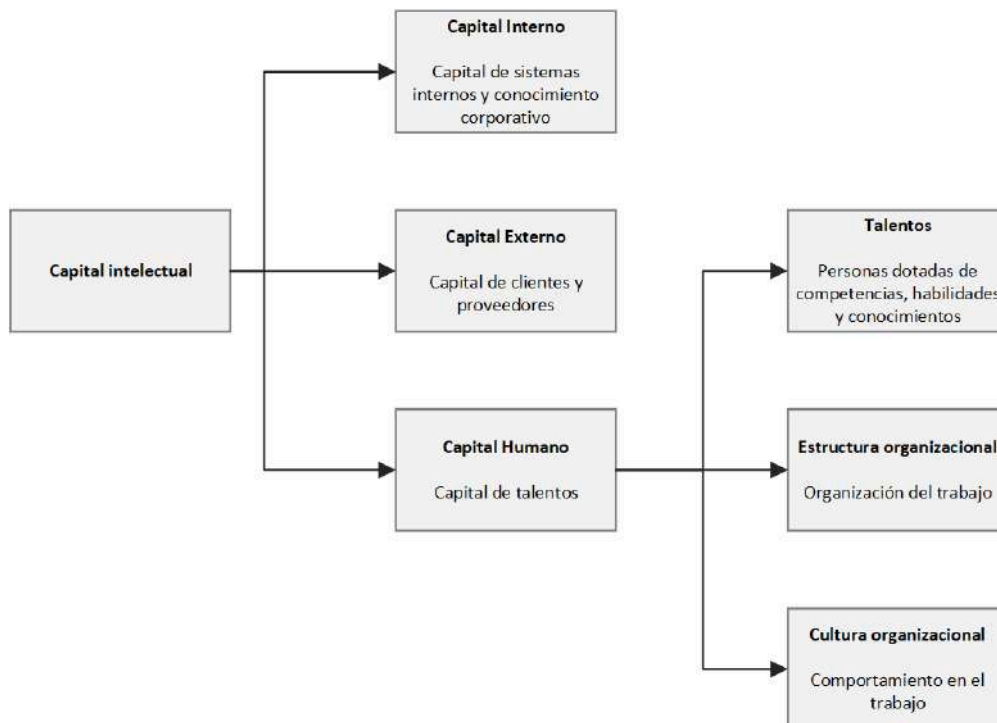 Capital Interno
Capital de sistemas
internos y conocimiento
corporativo
Capital intelectual
Capital Externo
Capital de clientes y
proveedores
Talentos
Personas dotadas de
competencias, habilidades
y conocimientos
Capital Humano
Capital de talentos
Estructura organizacional
Organización del trabajo
Cultura organizacional
Comportamiento en el
trabajo